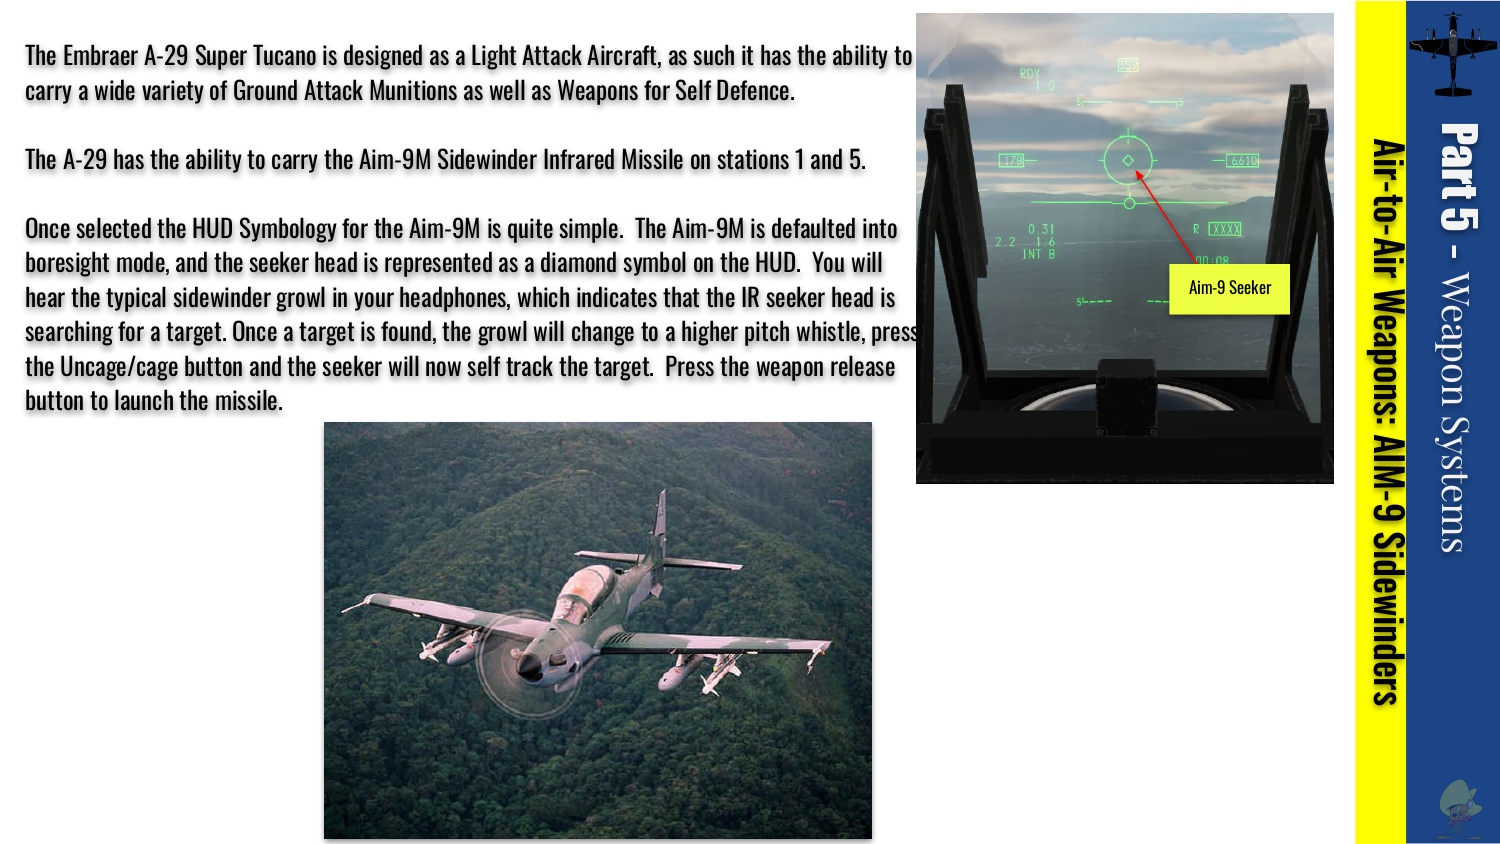 The Embraer A-29 Super Tucano is designed as a Light Attack Aircraft, as such it has the ability to
carry a wide variety of Ground Attack Munitions as well as Weapons for Self Defence.
The A-29 has the ability to carry the Aim-9M Sidewinder Infrared Missile on stations 1 and 5.
Once selected the HUD Symbology for the Aim-9M is quite simple.  The Aim-9M is defaulted into
boresight mode, and the seeker head is represented as a diamond symbol on the HUD.  You will
hear the typical sidewinder growl in your headphones, which indicates that the IR seeker head is
searching for a target. Once a target is found, the growl will change to a higher pitch whistle, press
the Uncage/cage button and the seeker will now self track the target.  Press the weapon release
button to launch the missile.
RDY
1.0
5
5
178
6610
0.31
2.2 1.6
INT 8
R XXXX
00:08
5
Aim-9 Seeker
Air-to-Air Weapons: AIM-9 Sidewinders
Part 5 - Weapon Systems